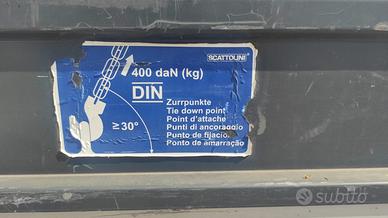 SCATTOLINI
400 daN (kg)
DIN
Zurrpunkte
Tie down point
Point d'attache
Punti di ancoraggio
Punto de fijación
Ponto de amarração
≥ 30°
subito